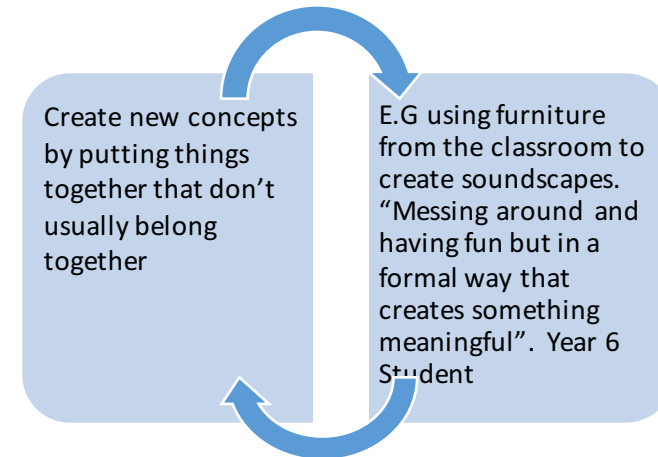 Create new concepts
by putting things
together that don’t
usually belong
together
E.G using furniture
from the classroom to
create soundscapes.
“Messing around and
having fun but in a
formal way that
creates something
meaningful”. Year 6
Student